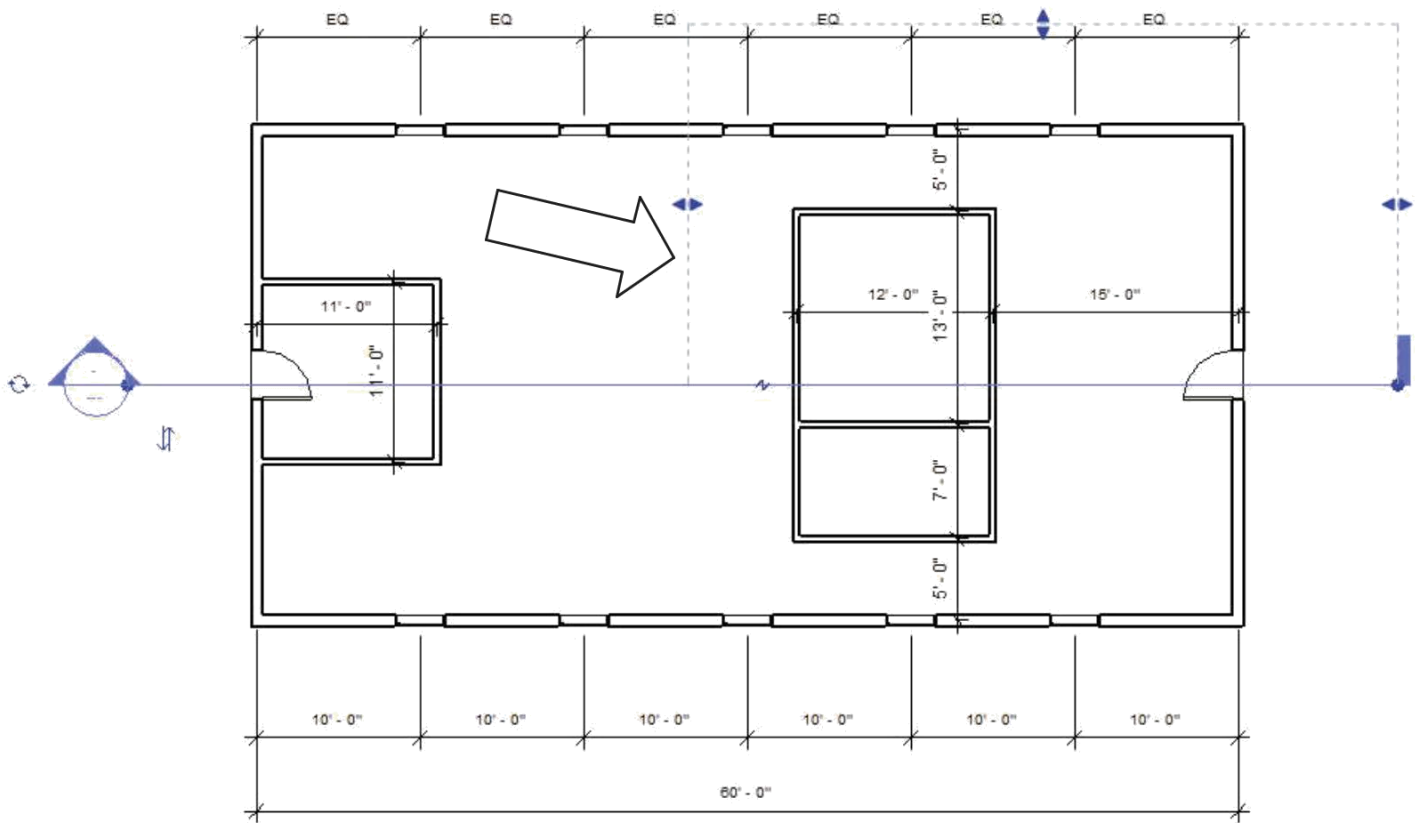 EQ EQ EQ EQ EQ EQ
5' - 0"
11' - 0" 12' - 0" 15' - 0"
13' - 0"
11' - 0"
7' - 0"
5' - 0"
10' - 0" 10' - 0" 10' - 0" 10' - 0" 10' - 0" 10' - 0"
60' - 0"